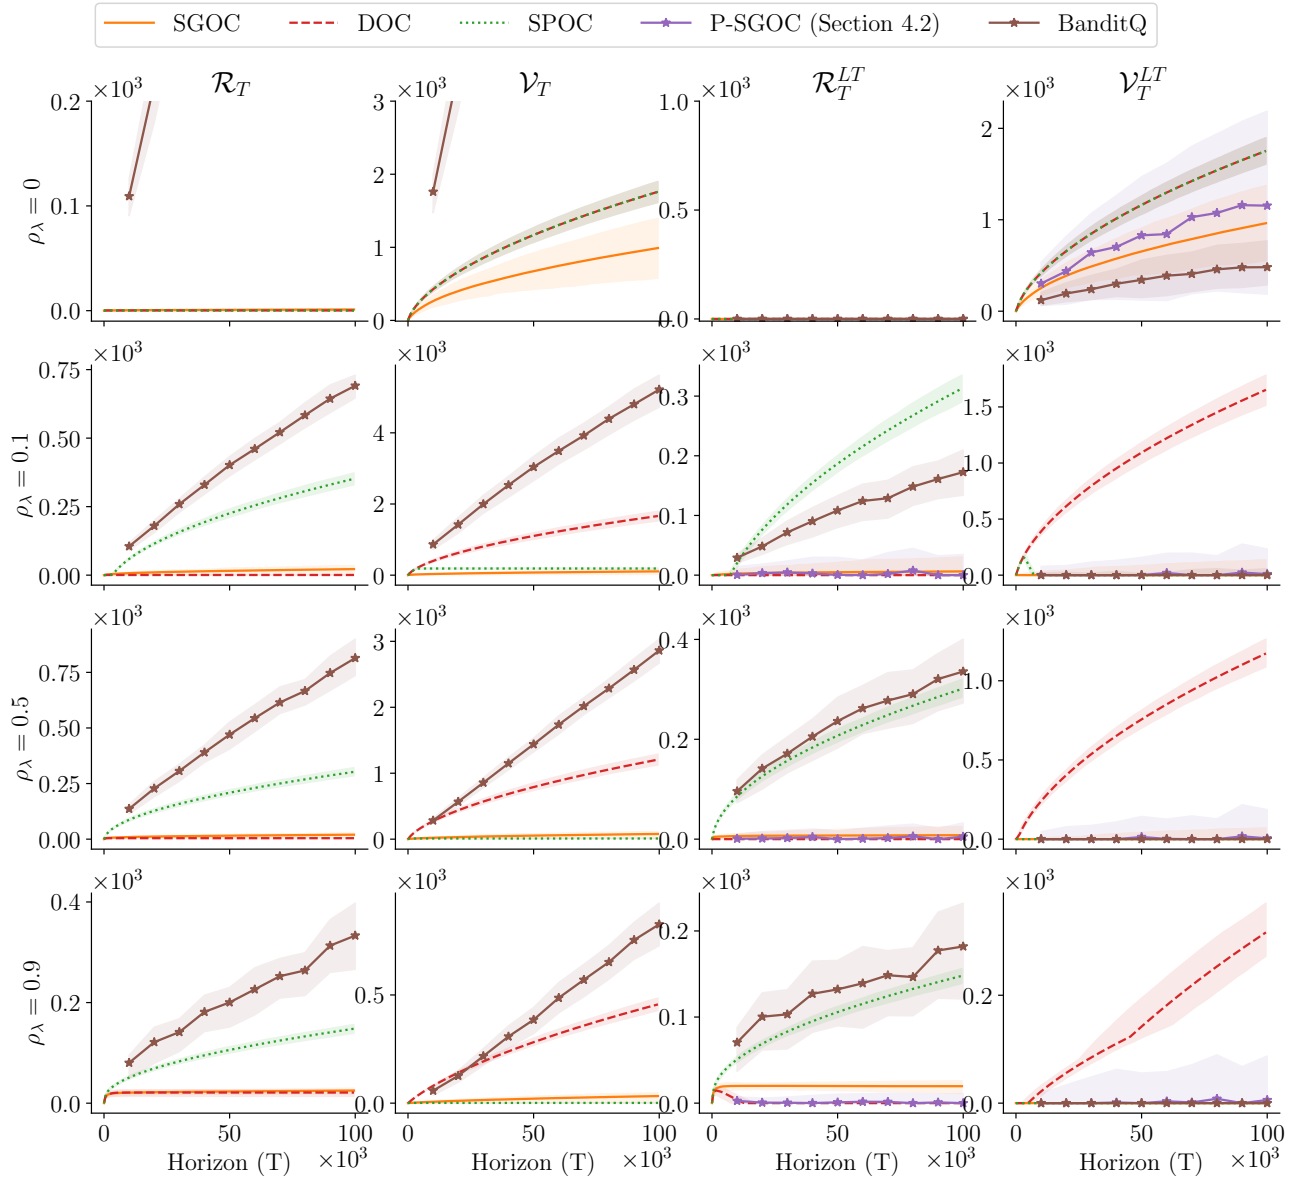 SGOC DOC SPOC P-SGOC (Section 4.2) BanditQ
×10³ R_T ×10³ V_T ×10³ R_T^{LT} ×10³ V_T^{LT}
ρ_λ = 0
0.2 0.1 0.0
3 2 1 0
1.0 0.5 0.0
2 1 0
×10³ ×10³ ×10³ ×10³
ρ_λ = 0.1
0.75 0.50 0.25 0.00
4 2 0
0.3 0.2 0.1 0.0
1.5 1.0 0.5 0.0
×10³ ×10³ ×10³ ×10³
ρ_λ = 0.5
0.75 0.50 0.25 0.00
3 2 1 0
0.4 0.2 0.0
1.0 0.5 0.
×10³ ×10³ ×10³ ×10³
ρ_λ = 0.9
0.4 0.2 0.0
0.5 0.
0.2 0.1 0.0
0.2 0.0
0 50 100 0 50 100 0 50 100 0 50 100
Horizon (T) ×10³ Horizon (T) ×10³ Horizon (T) ×10³ Horizon (T) ×10³